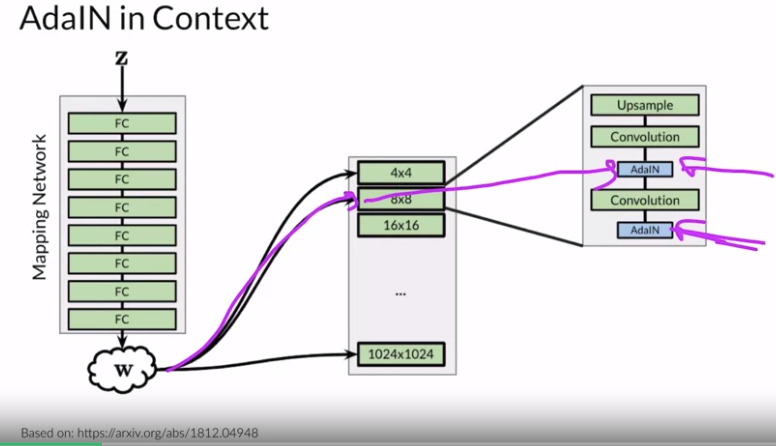 AdaIN in Context
Z
Mapping Network
FC
FC
FC
FC
FC
FC
FC
FC
W
4x4
8x8
16x16
...
1024x1024
Upsample
Convolution
AdaIN
Convolution
AdaIN
Based on: https://arxiv.org/abs/1812.04948